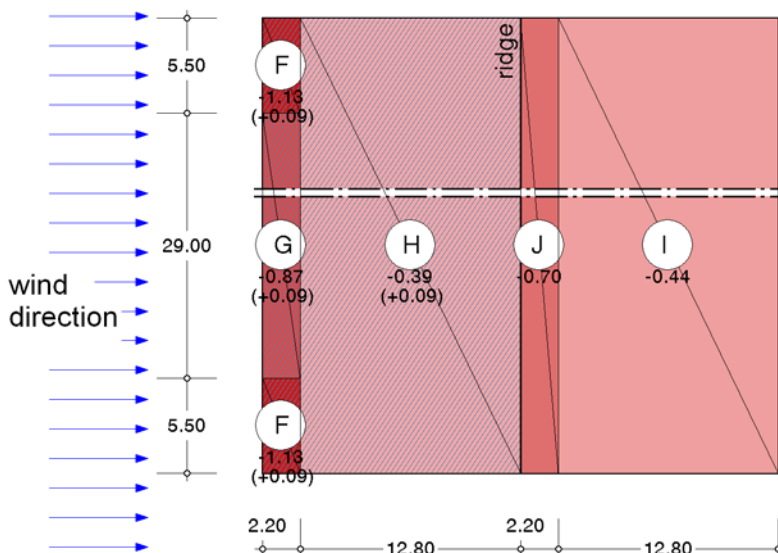 5.50
F
-1.13
(+0.09)
ridge
29.00
G
-0.87
(+0.09)
H
-0.39
(+0.09)
J
-0.70
I
-0.44
wind
direction
5.50
F
-1.13
(+0.09)
2.20
12.80
2.20
12.80